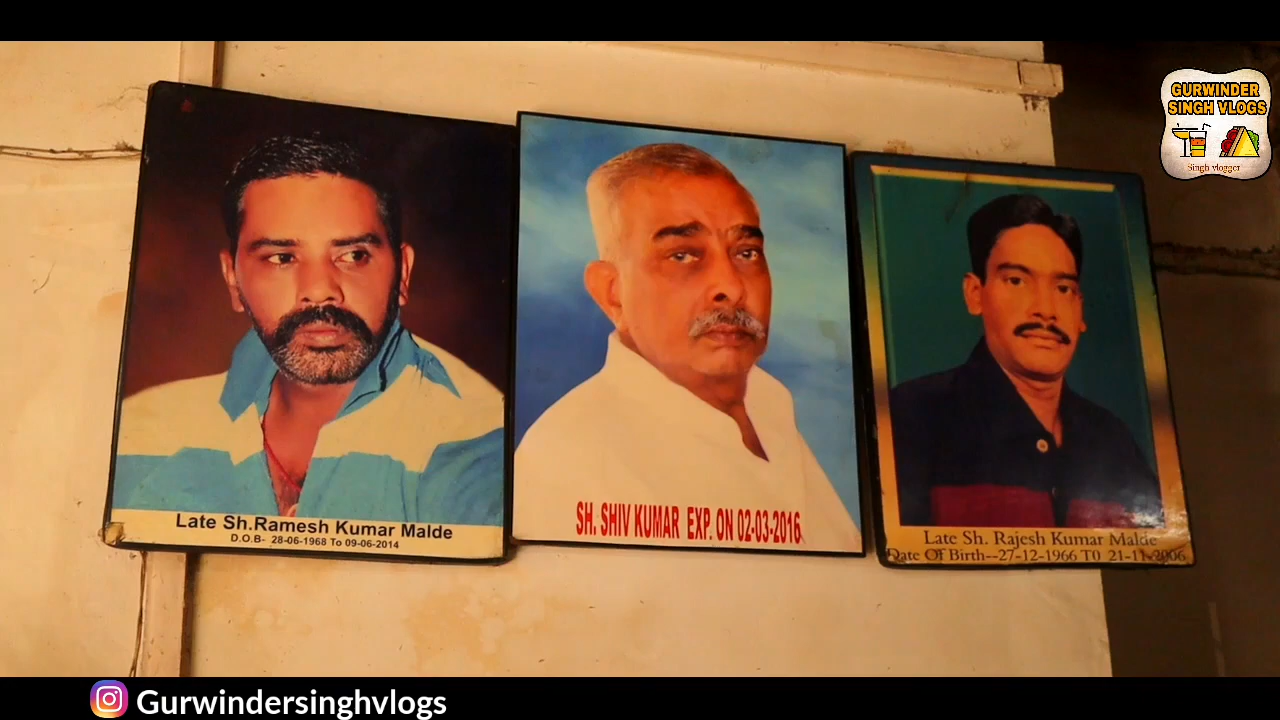 GURWINDER
SINGH VLOGS
Singh vlogger
Late Sh.Ramesh Kumar Malde
D.O.B- 28-06-1968 To 09-06-2014
SH. SHIV KUMAR EXP. ON 02-03-2016
Late Sh. Rajesh Kumar Malde
Date Of Birth--27-12-1966 TO 21-11-2006
Gurwindersinghvlogs